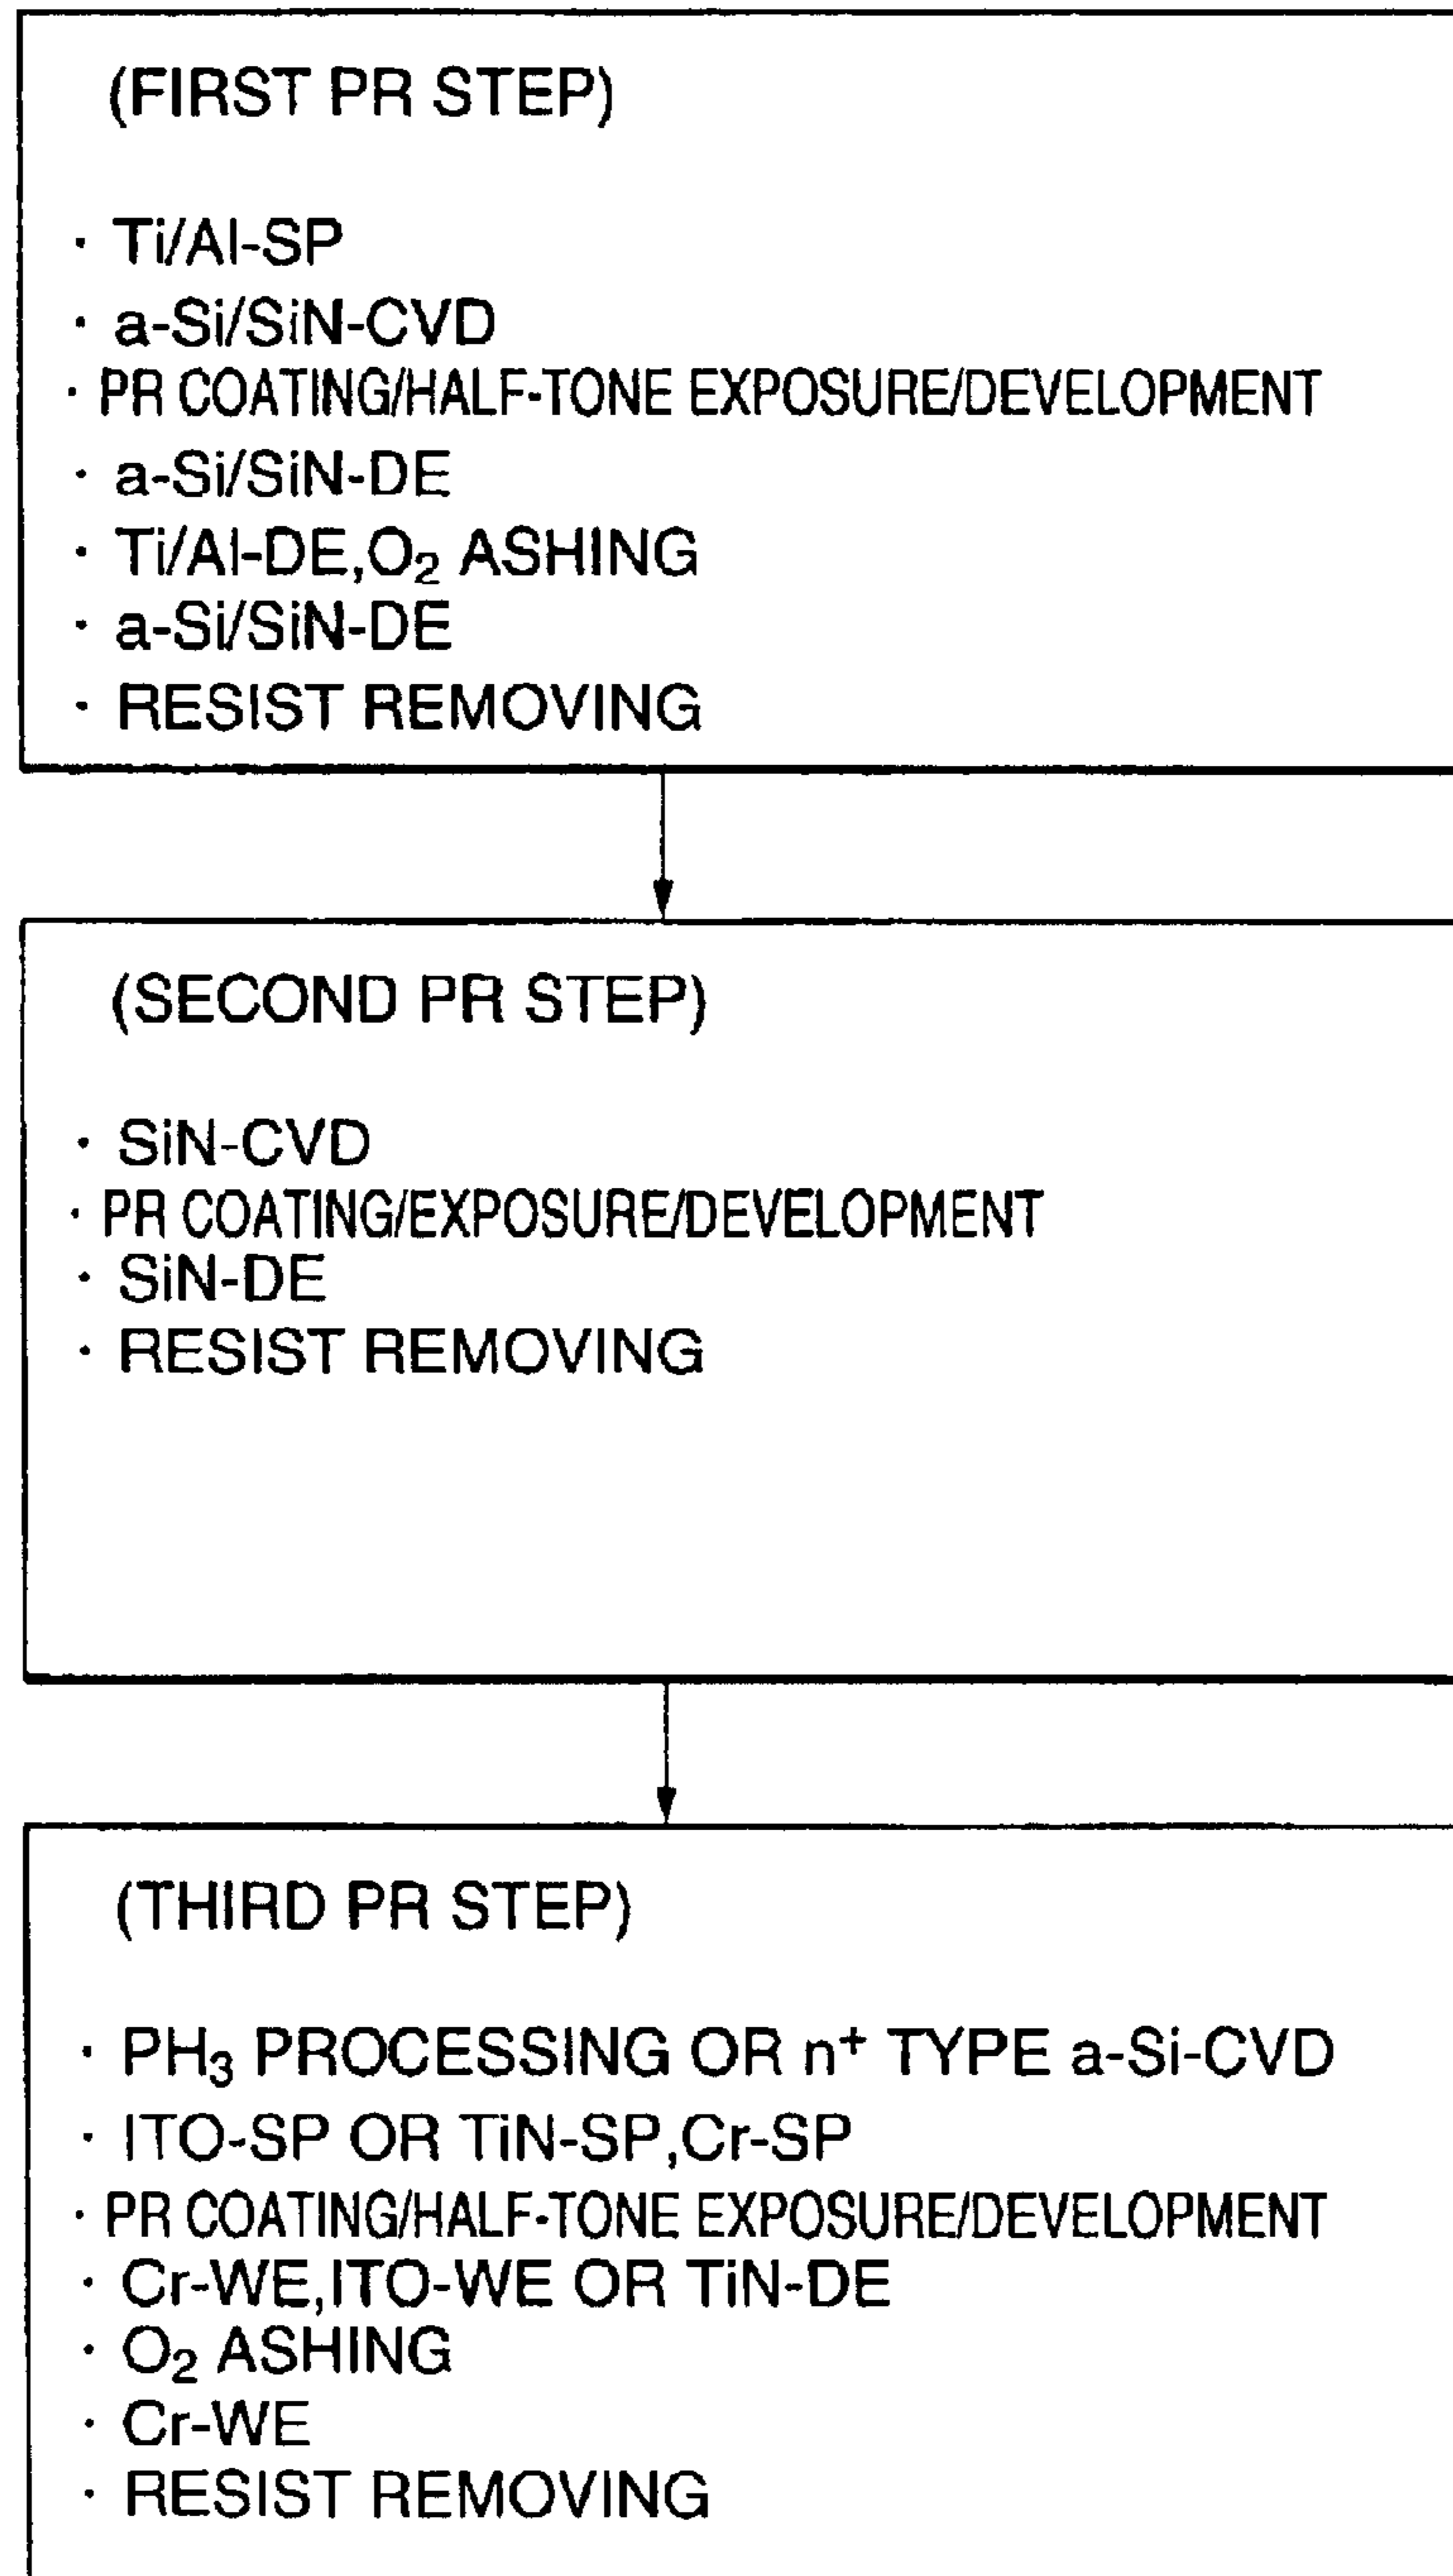 (FIRST PR STEP)
· Ti/Al-SP
· a-Si/SiN-CVD
· PR COATING/HALF-TONE EXPOSURE/DEVELOPMENT
· a-Si/SiN-DE
· Ti/Al-DE,O₂ ASHING
· a-Si/SiN-DE
· RESIST REMOVING
(SECOND PR STEP)
· SiN-CVD
· PR COATING/EXPOSURE/DEVELOPMENT
· SiN-DE
· RESIST REMOVING
(THIRD PR STEP)
· PH₃ PROCESSING OR n⁺ TYPE a-Si-CVD
· ITO-SP OR TiN-SP,Cr-SP
· PR COATING/HALF-TONE EXPOSURE/DEVELOPMENT
· Cr-WE,ITO-WE OR TiN-DE
· O₂ ASHING
· Cr-WE
· RESIST REMOVING